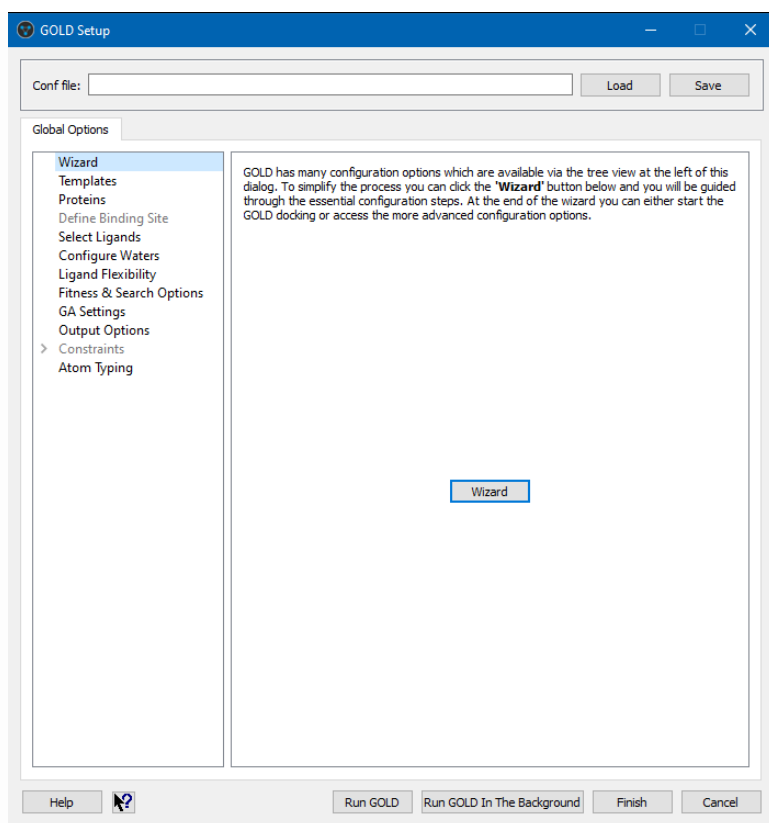 GOLD Setup
Conf file:
Load
Save
Global Options
Wizard
Templates
Proteins
Define Binding Site
Select Ligands
Configure Waters
Ligand Flexibility
Fitness & Search Options
GA Settings
Output Options
Constraints
Atom Typing
GOLD has many configuration options which are available via the tree view at the left of this
dialog. To simplify the process you can click the 'Wizard' button below and you will be guided
through the essential configuration steps. At the end of the wizard you can either start the
GOLD docking or access the more advanced configuration options.
Wizard
Help
Run GOLD
Run GOLD In The Background
Finish
Cancel